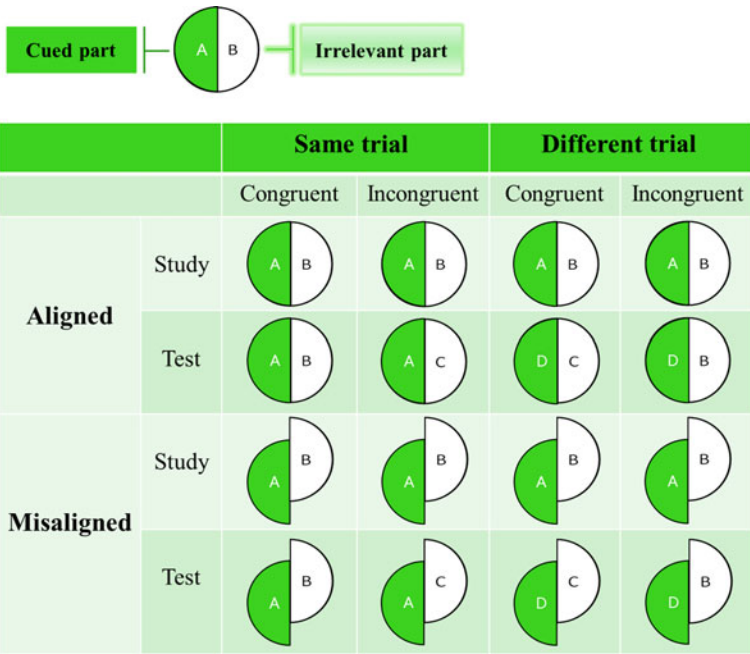 Cued part A B Irrelevant part
Same trial Different trial
Congruent Incongruent Congruent Incongruent
Aligned
Study A B A B A B A B
Test A B A C D C D B
Misaligned
Study A B A B A B A B
Test A B A C D C D B